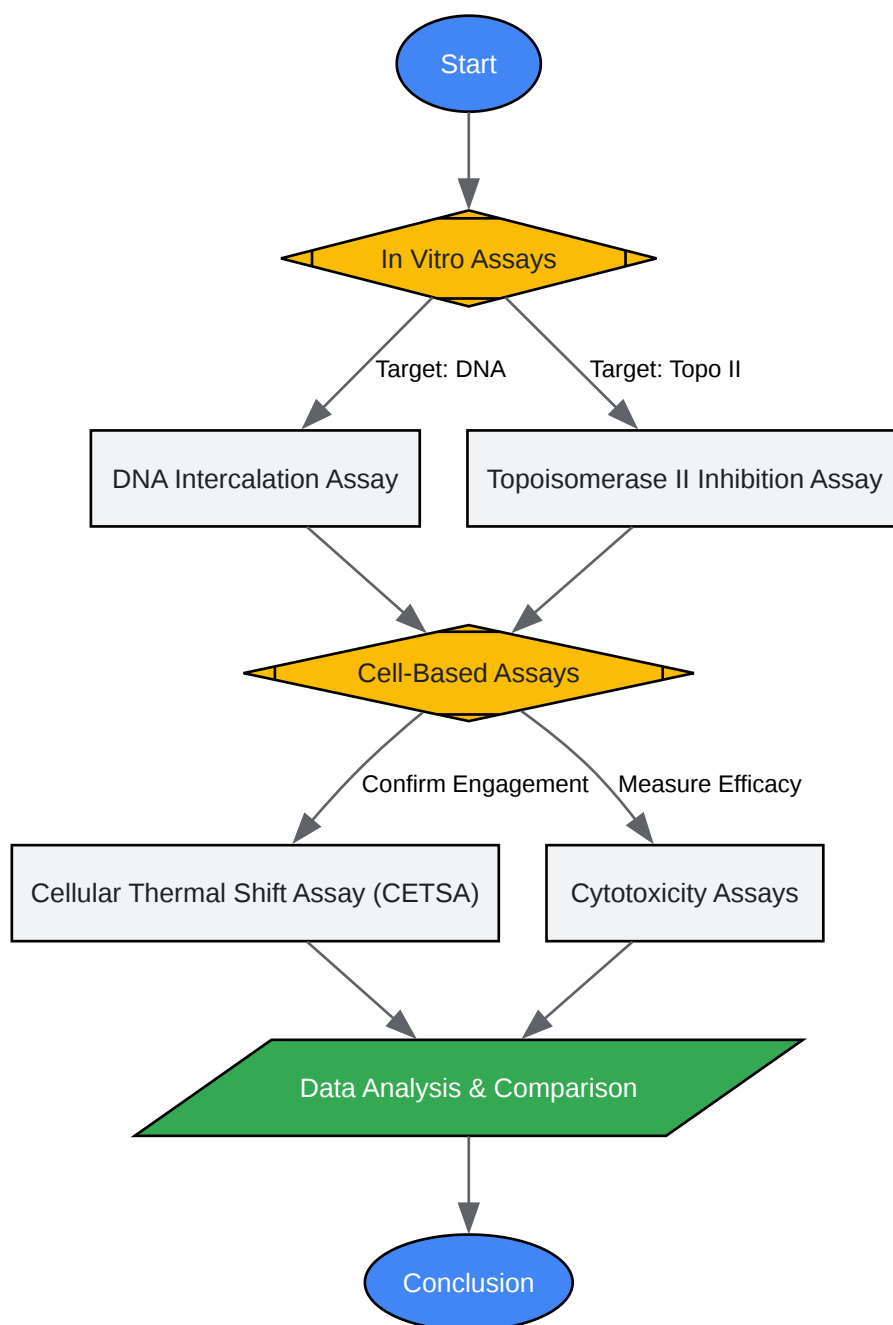 Start
In Vitro Assays
Target: DNA
Target: Topo II
DNA Intercalation Assay
Topoisomerase II Inhibition Assay
Cell-Based Assays
Confirm Engagement
Measure Efficacy
Cellular Thermal Shift Assay (CETSA)
Cytotoxicity Assays
Data Analysis & Comparison
Conclusion